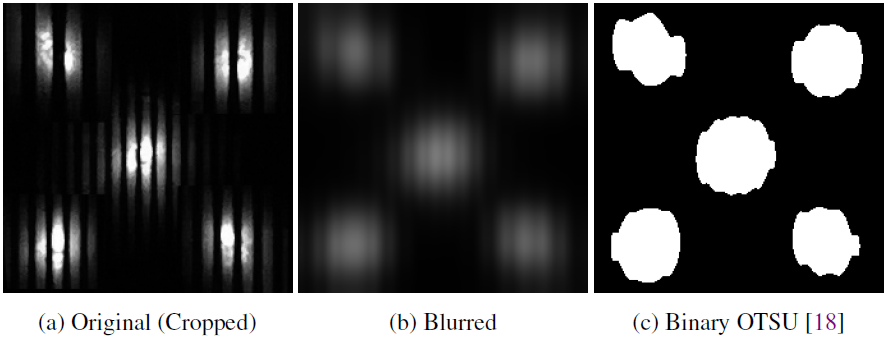 (a) Original (Cropped)
(b) Blurred
(c) Binary OTSU [18]